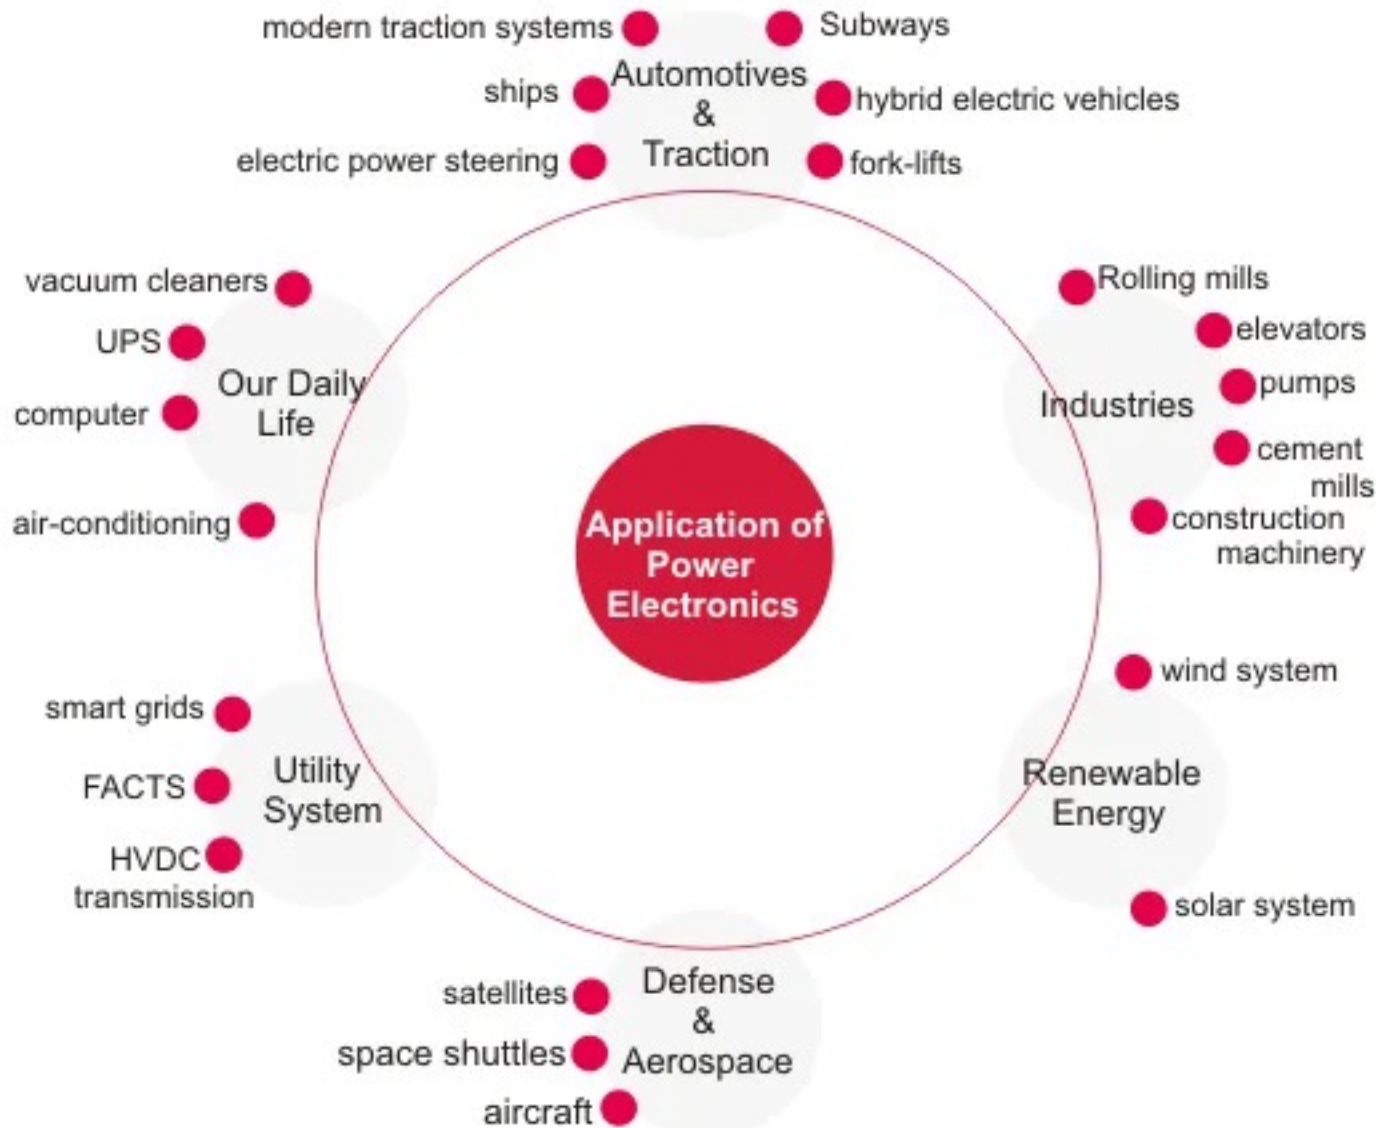 modern traction systems
Subways
ships
hybrid electric vehicles
electric power steering
fork-lifts
Automotives
&
Traction
vacuum cleaners
UPS
computer
air-conditioning
Our Daily
Life
Rolling mills
elevators
pumps
cement
mills
construction
machinery
Industries
Application of
Power
Electronics
smart grids
FACTS
HVDC
transmission
Utility
System
wind system
solar system
Renewable
Energy
satellites
space shuttles
aircraft
Defense
&
Aerospace